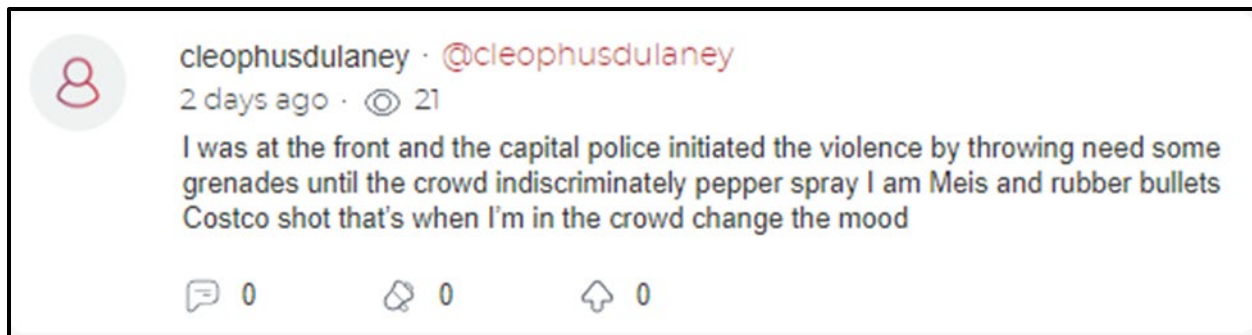 cleophusdulaney · @cleophusdulaney
2 days ago · 21
I was at the front and the capital police initiated the violence by throwing need some
grenades until the crowd indiscriminately pepper spray I am Meis and rubber bullets
Costco shot that's when I'm in the crowd change the mood
0 0 0